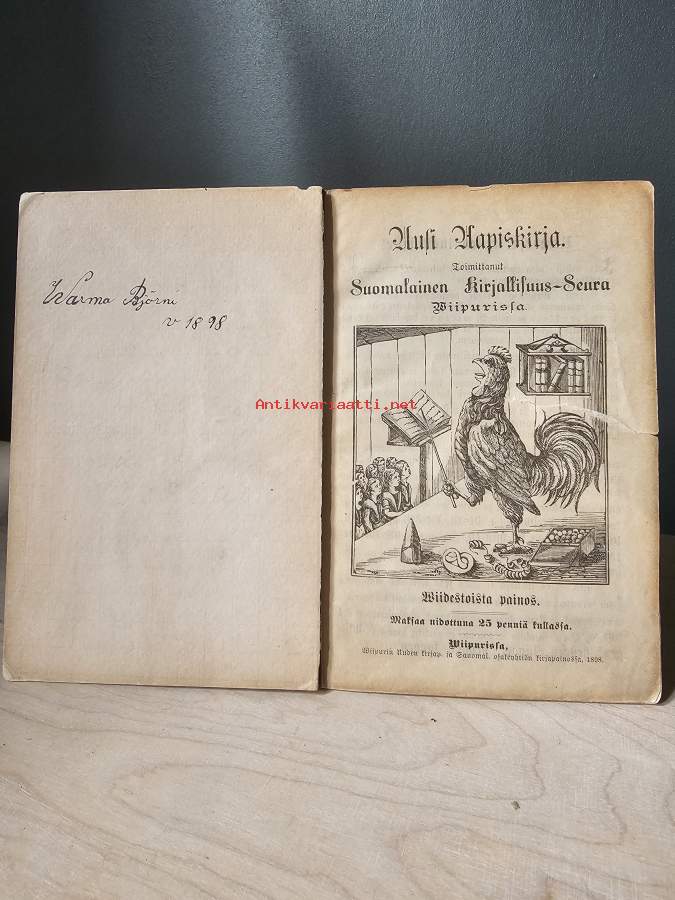 Warma Björni
v 1898
Uusi Aapiskirja.
Toimittanut
Suomalainen Kirjallisuus-Seura
Wiipurissa
Antikvariaatti.net
Wiidestoista painos.
Maksaa nidottuna 25 penniä kullassa.
Wiipurissa,
Wiipurin Uuden kirjap. ja Sanomal. osakeyhtiön kirjapainossa, 1898.